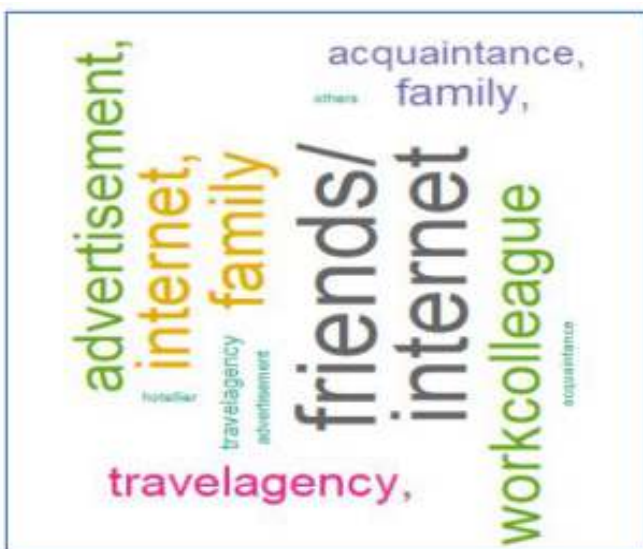 acquaintance,
others
family,
advertisement,
internet,
family
friends/
internet
workcolleague
acquaintance
travelagency
advertisement
hotellier
travelagency,